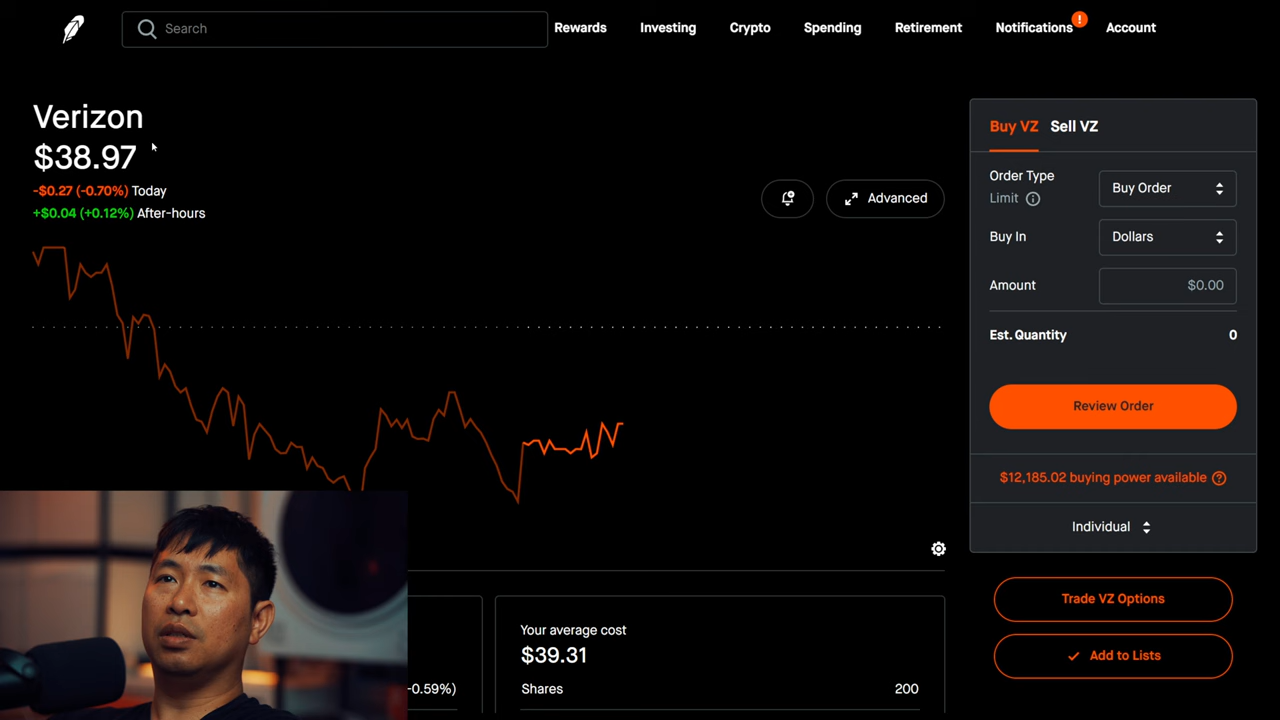 Search
Rewards
Investing
Crypto
Spending
Retirement
Notifications
!
Account
Verizon
$38.97
-$0.27 (-0.70%) Today
+$0.04 (+0.12%) After-hours
Advanced
Buy VZ
Sell VZ
Order Type
Limit
Buy Order
Buy In
Dollars
Amount
$0.00
Est. Quantity
0
Review Order
$12,185.02 buying power available
Individual
Trade VZ Options
Add to Lists
-0.59%)
Your average cost
$39.31
Shares
200